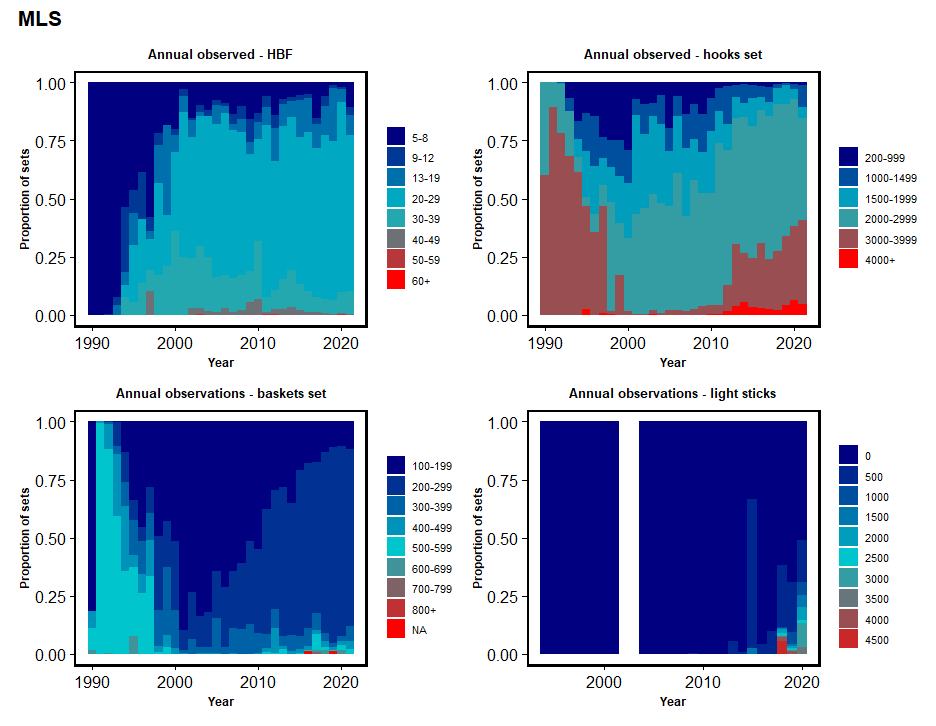 MLS
Annual observed - HBF
Proportion of sets
1.00
0.75
0.50
0.25
0.00
1990 2000 2010 2020
Year
5-8
9-12
13-19
20-29
30-39
40-49
50-59
60+
Annual observed - hooks set
Proportion of sets
1.00
0.75
0.50
0.25
0.00
1990 2000 2010 2020
Year
200-999
1000-1499
1500-1999
2000-2999
3000-3999
4000+
Annual observations - baskets set
Proportion of sets
1.00
0.75
0.50
0.25
0.00
1990 2000 2010 2020
Year
100-199
200-299
300-399
400-499
500-599
600-699
700-799
800+
NA
Annual observations - light sticks
Proportion of sets
1.00
0.75
0.50
0.25
0.00
2000 2010 2020
Year
0
500
1000
1500
2000
2500
3000
3500
4000
4500